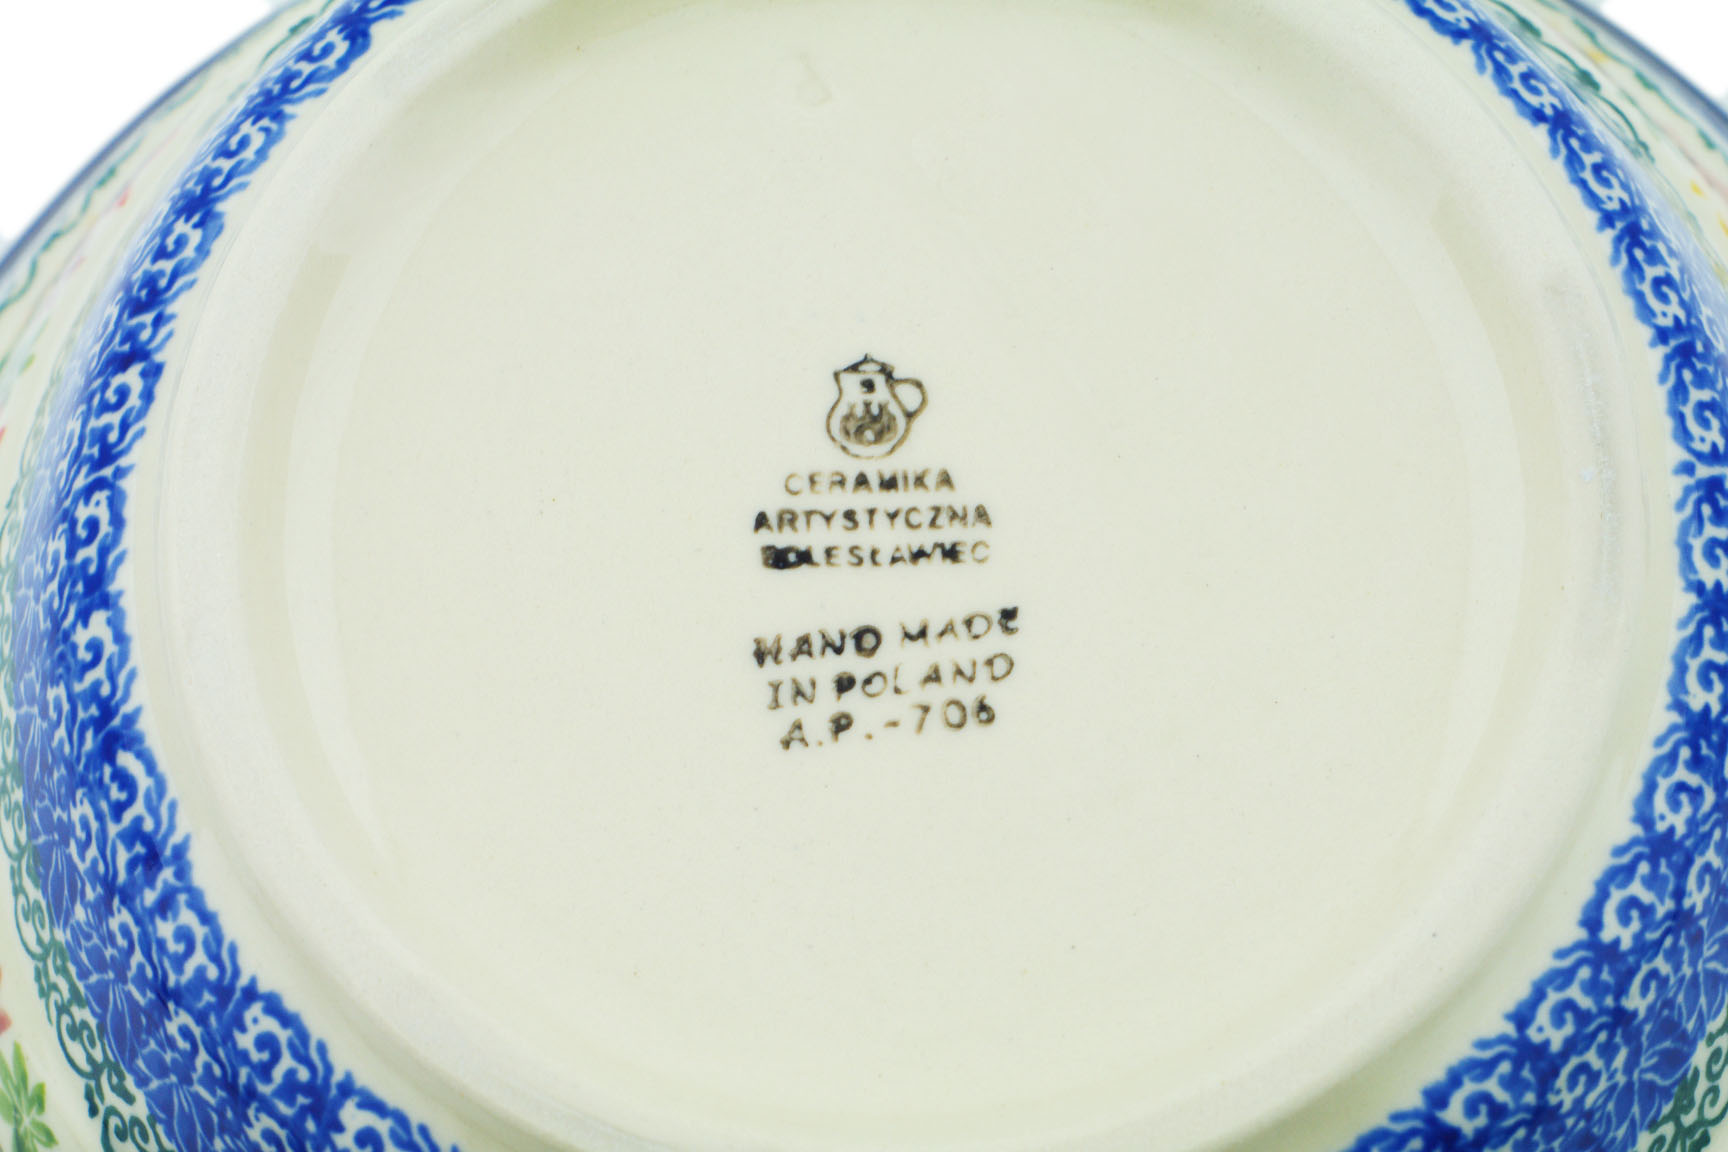 CERAMIKA
ARTYSTYCZNA
BOLESŁAWIEC
HAND MADE
IN POLAND
A.P.-706